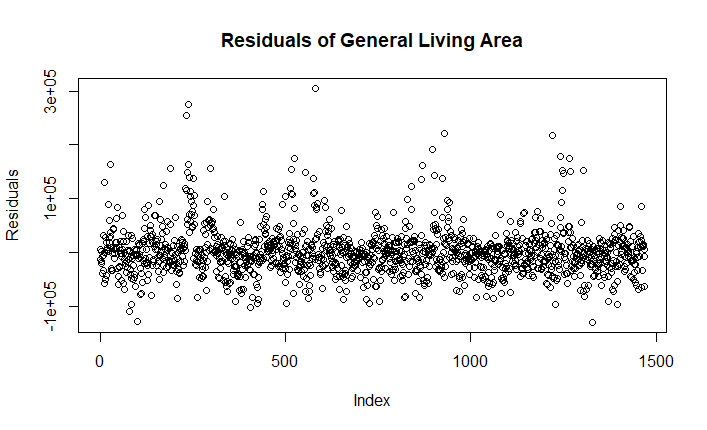 Residuals of General Living Area
Residuals
3e+05
1e+05
-1e+05
0 500 1000 1500
Index